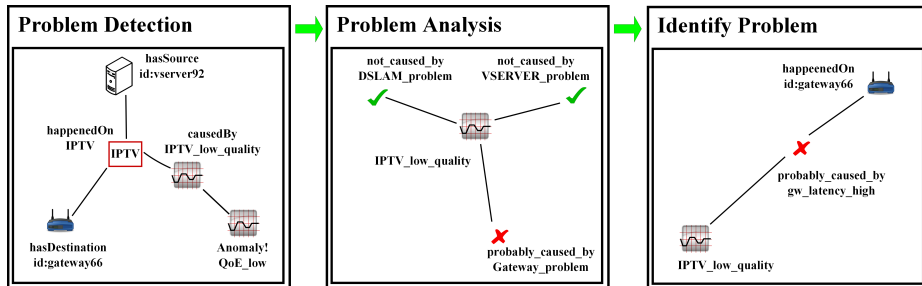 Problem Detection
hasSource
id:vserver92
happenedOn
IPTV
IPTV
causedBy
IPTV_low_quality
hasDestination
id:gateway66
Anomaly!
QoE_low
Problem Analysis
not_caused_by
DSLAM_problem
not_caused_by
VSERVER_problem
IPTV_low_quality
probably_caused_by
Gateway_problem
Identify Problem
happeenedOn
id:gateway66
probably_caused_by
gw_latency_high
IPTV_low_quality